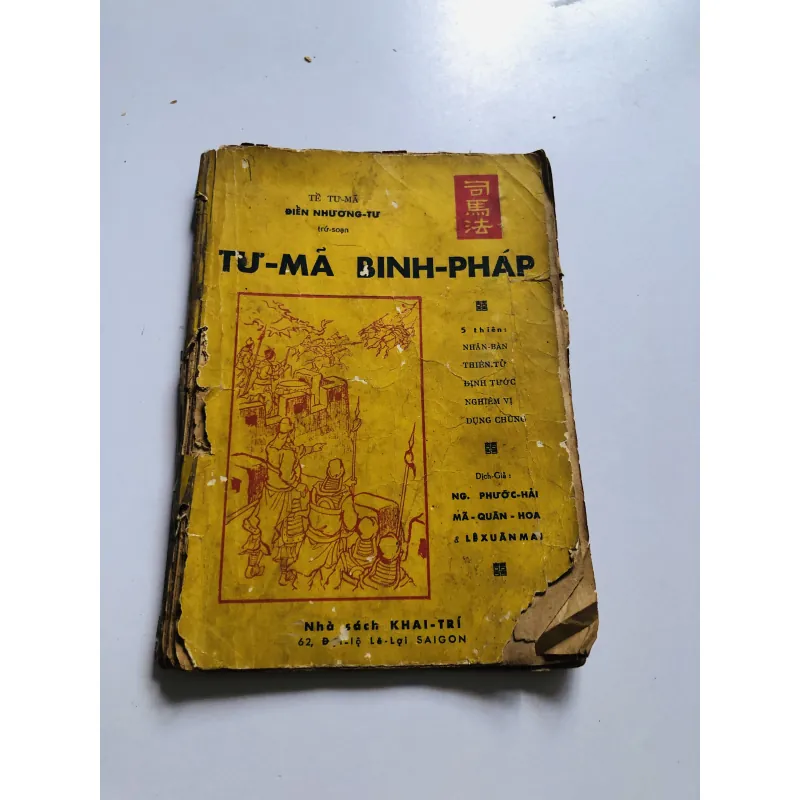 TỀ TƯ-MÃ
ĐIỀN NHƯƠNG-TƯ
trứ-soạn
司馬法
TƯ-MÃ BINH-PHÁP
5 thiên:
NHÂN-BẢN
THIÊN-TỬ
ĐỊNH TƯỚC
NGHIÊM VỊ
DỤNG CHÚNG
Dịch-Giả:
NG. PHƯỚC-HẢI
MÃ-QUÂN-HOA
& LÊ XUÂN MAI
Nhà sách KHAI-TRÍ
62, Đại-lộ Lê-Lợi SAIGON